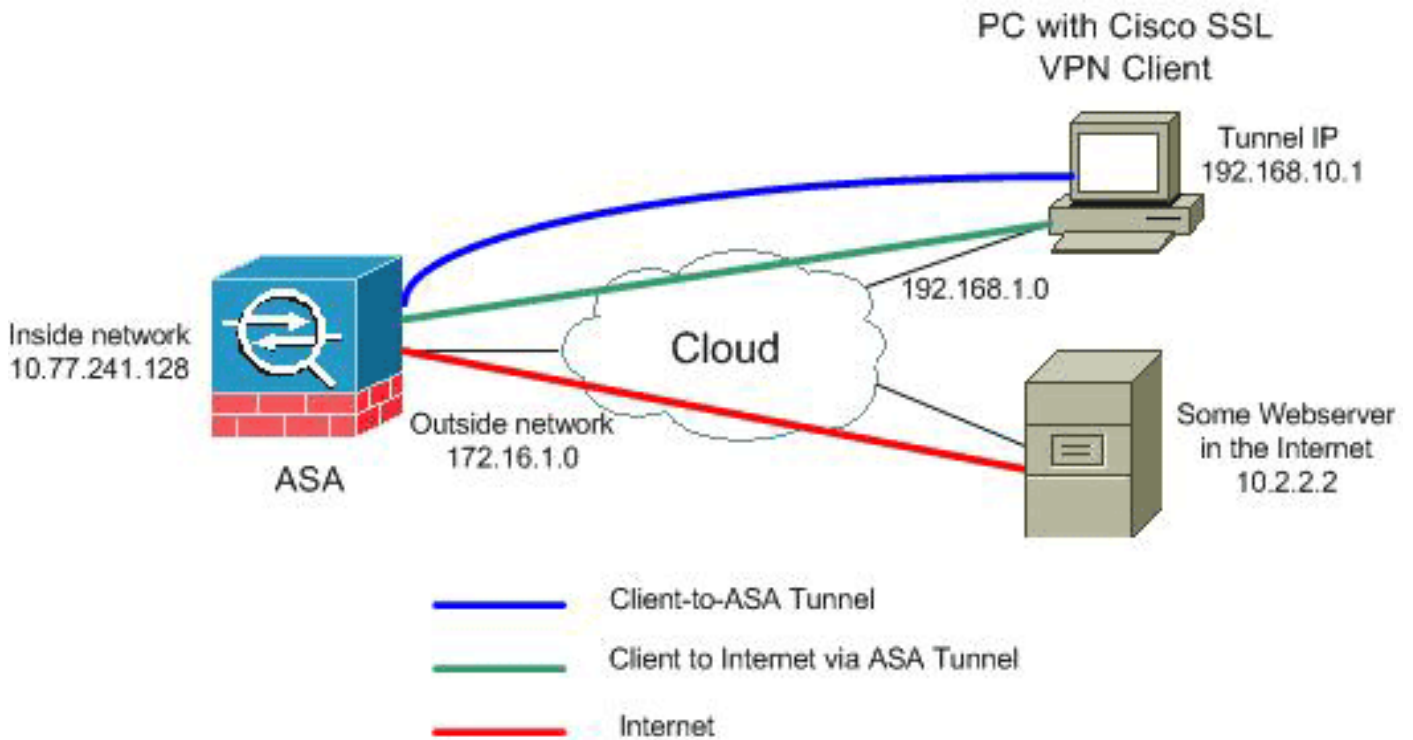 PC with Cisco SSL
VPN Client
Tunnel IP
192.168.10.1
192.168.1.0
Cloud
Inside network
10.77.241.128
Outside network
172.16.1.0
ASA
Some Webserver
in the Internet
10.2.2.2
Client-to-ASA Tunnel
Client to Internet via ASA Tunnel
Internet